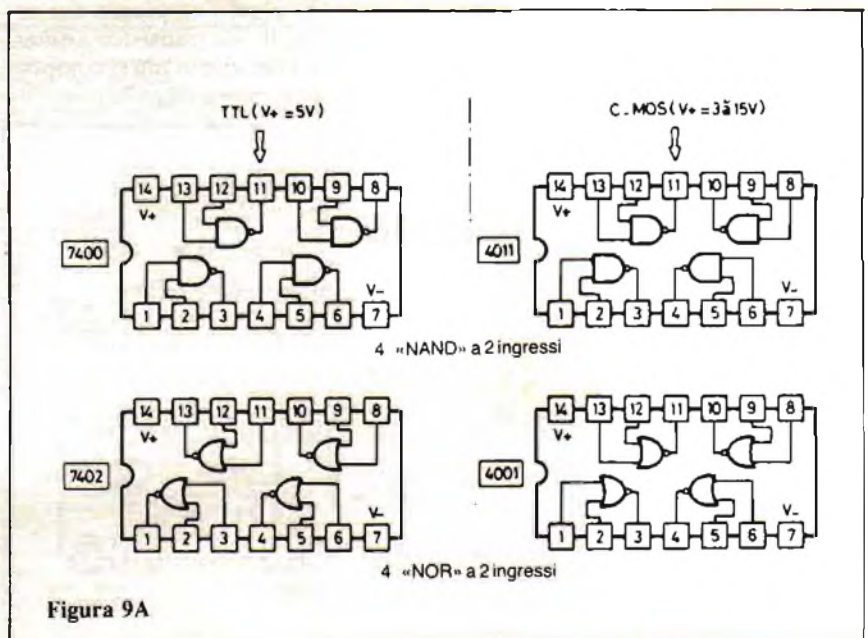 TTL (V+ = 5V)
C-MOS (V+ = 3 à 15V)
14 13 12 11 10 9 8
V+
7400
V-
1 2 3 4 5 6 7
14 13 12 11 10 9 8
V+
4011
V-
1 2 3 4 5 6 7
4 «NAND» a 2 ingressi
14 13 12 11 10 9 8
V+
7402
V-
1 2 3 4 5 6 7
14 13 12 11 10 9 8
V+
4001
V-
1 2 3 4 5 6 7
4 «NOR» a 2 ingressi
Figura 9A